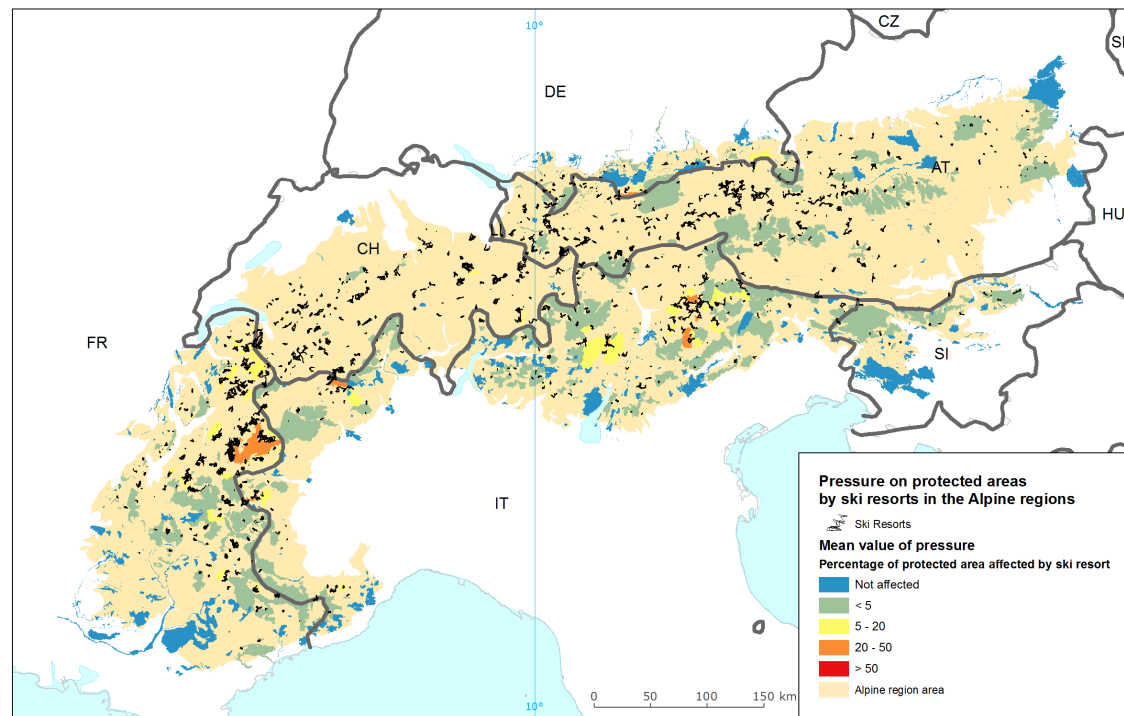 10°
CZ
SK
DE
AT
HU
CH
FR
SI
IT
Pressure on protected areas
by ski resorts in the Alpine regions
Ski Resorts
Mean value of pressure
Percentage of protected area affected by ski resort
Not affected
< 5
5 - 20
20 - 50
> 50
Alpine region area
0 50 100 150 km
10°